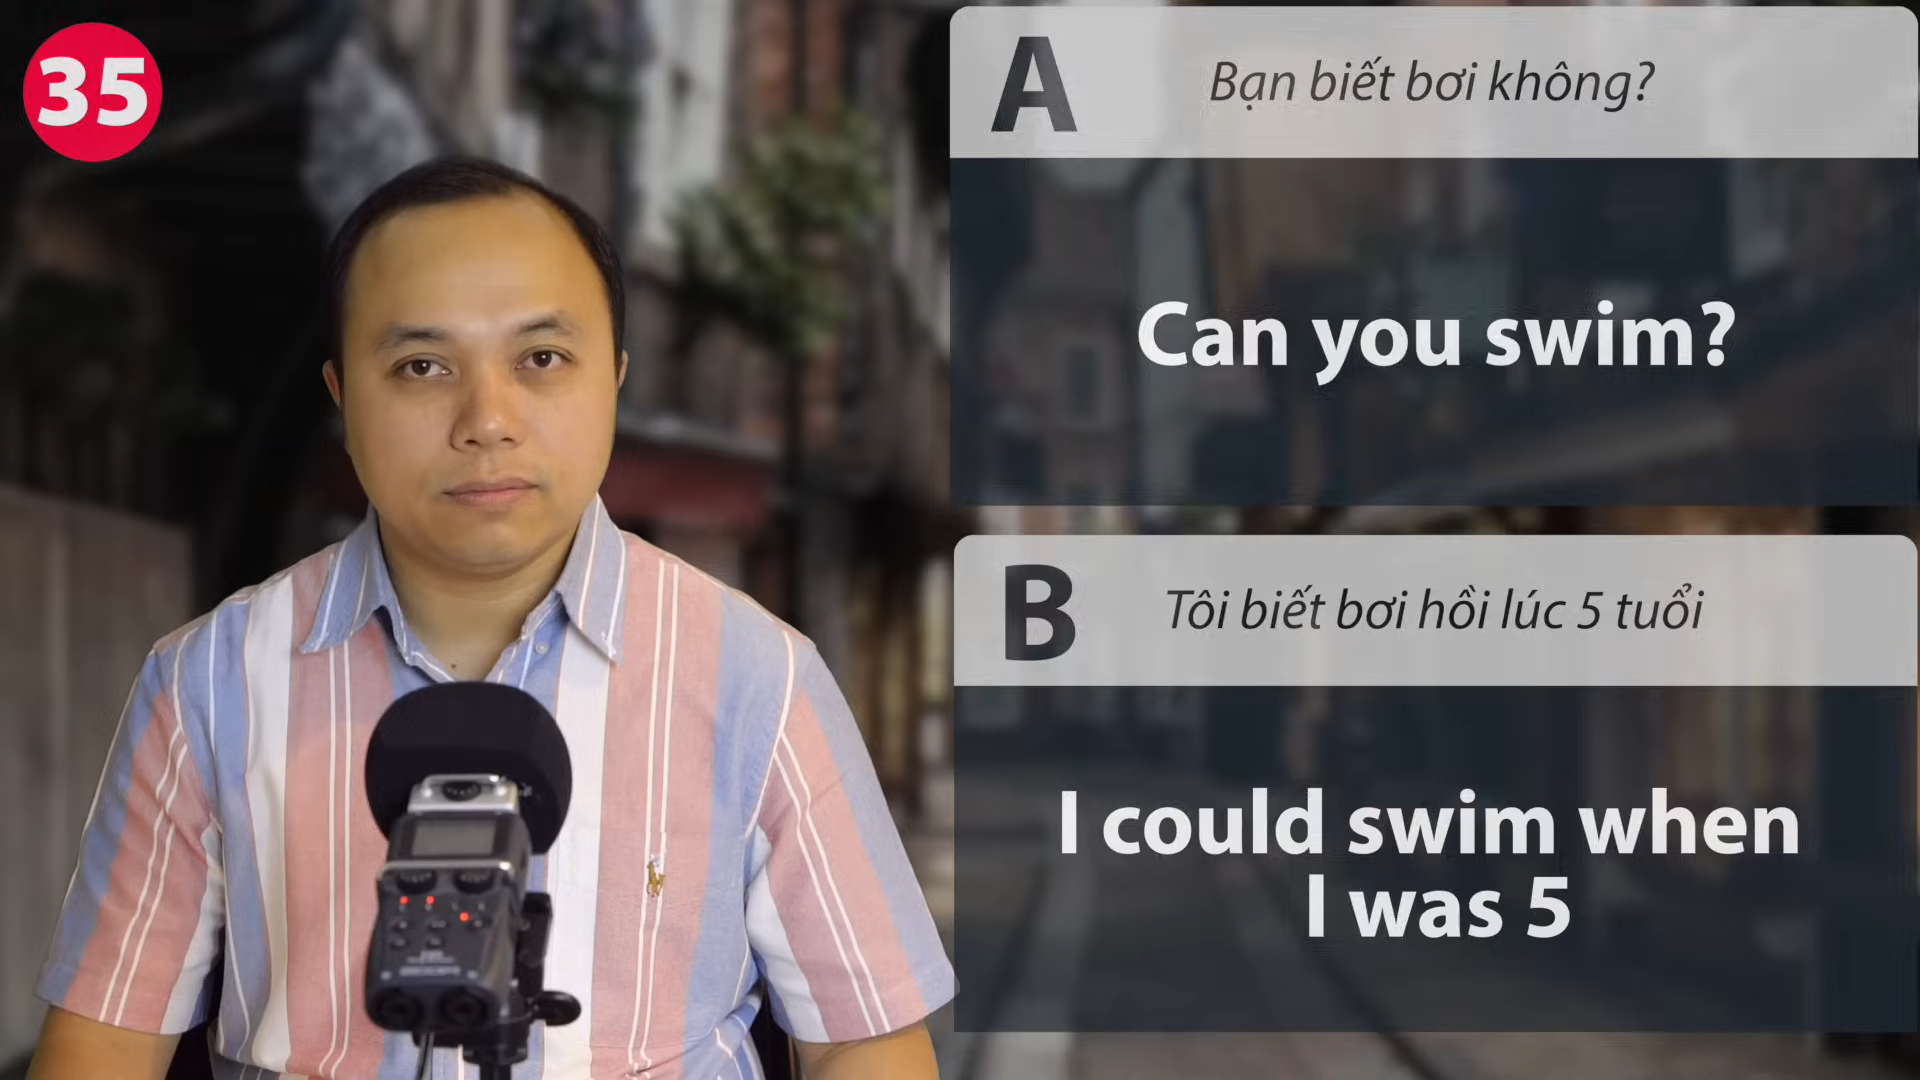 35
A
Bạn biết bơi không?
Can you swim?
B
Tôi biết bơi hồi lúc 5 tuổi
I could swim when
I was 5